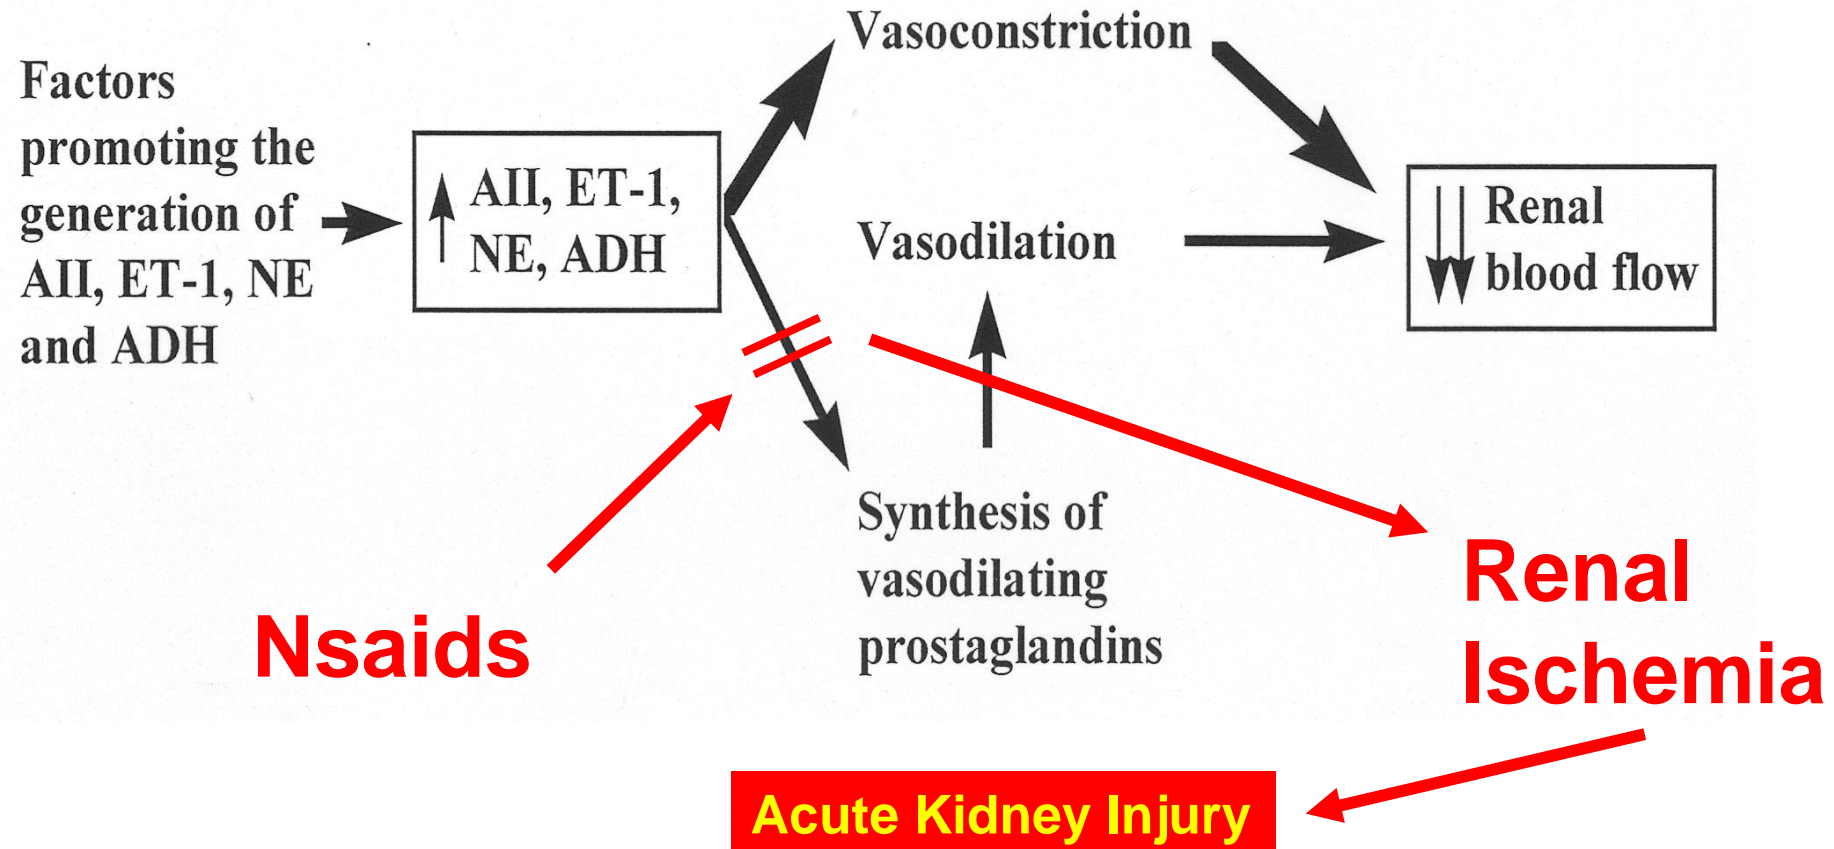 Factors
promoting the
generation of
AII, ET-1, NE
and ADH
AII, ET-1,
NE, ADH
Vasoconstriction
Vasodilation
Synthesis of
vasodilating
prostaglandins
Renal
blood flow
Nsaids
Renal
Ischemia
Acute Kidney Injury